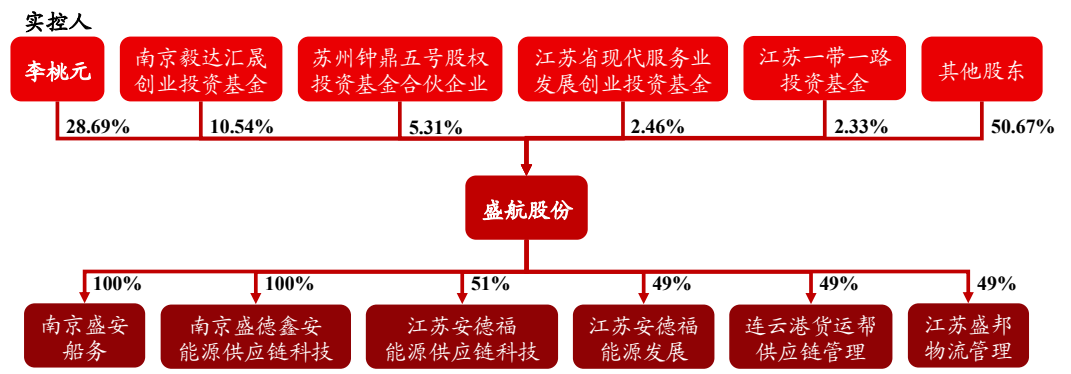 实控人
李桃元
南京毅达汇晟
创业投资基金
苏州钟鼎五号股权
投资基金合伙企业
江苏省现代服务业
发展创业投资基金
江苏一带一路
投资基金
其他股东
28.69%
10.54%
5.31%
2.46%
2.33%
50.67%
盛航股份
100%
100%
51%
49%
49%
49%
南京盛安
船务
南京盛德鑫安
能源供应链科技
江苏安德福
能源供应链科技
江苏安德福
能源发展
连云港货运帮
供应链管理
江苏盛邦
物流管理